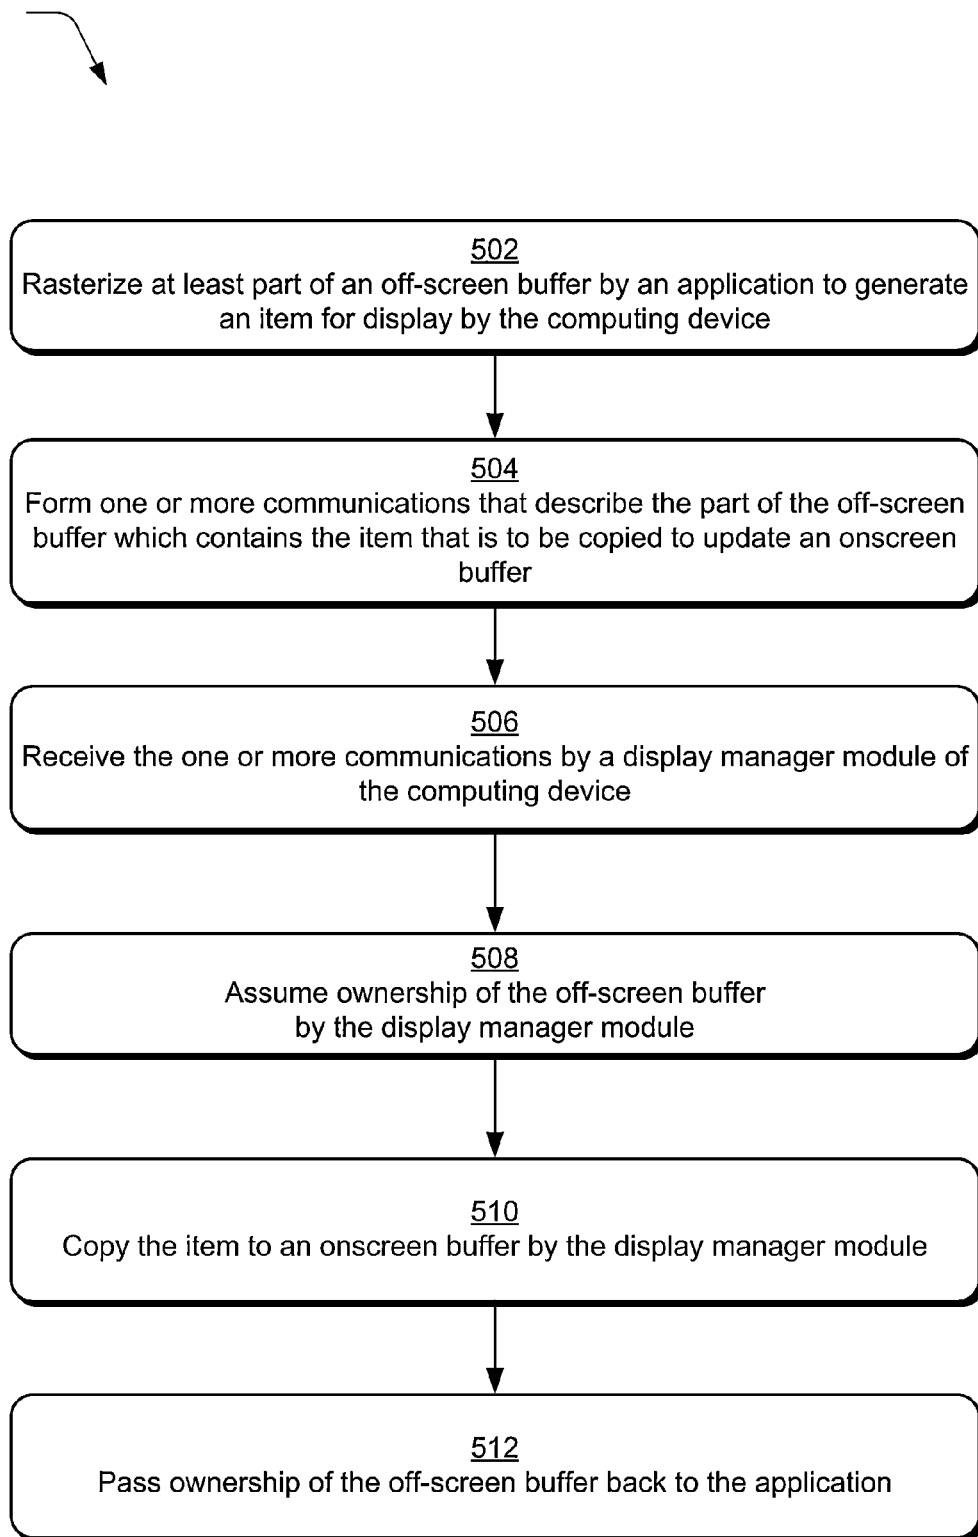 502
Rasterize at least part of an off-screen buffer by an application to generate
an item for display by the computing device
504
Form one or more communications that describe the part of the off-screen
buffer which contains the item that is to be copied to update an onscreen
buffer
506
Receive the one or more communications by a display manager module of
the computing device
508
Assume ownership of the off-screen buffer
by the display manager module
510
Copy the item to an onscreen buffer by the display manager module
512
Pass ownership of the off-screen buffer back to the application